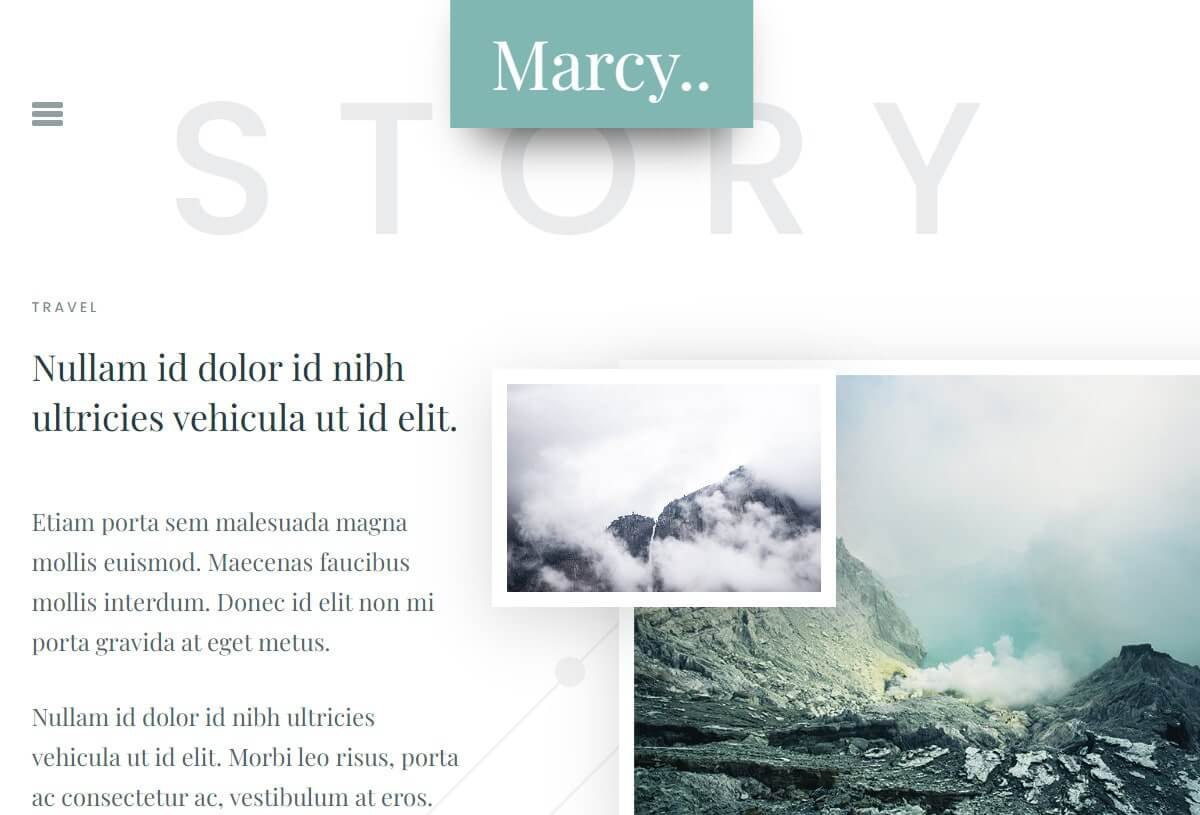 Marcy..
STORY
TRAVEL
Nullam id dolor id nibh
ultricies vehicula ut id elit.
Etiam porta sem malesuada magna
mollis euismod. Maecenas faucibus
mollis interdum. Donec id elit non mi
porta gravida at eget metus.
Nullam id dolor id nibh ultricies
vehicula ut id elit. Morbi leo risus, porta
ac consectetur ac, vestibulum at eros.